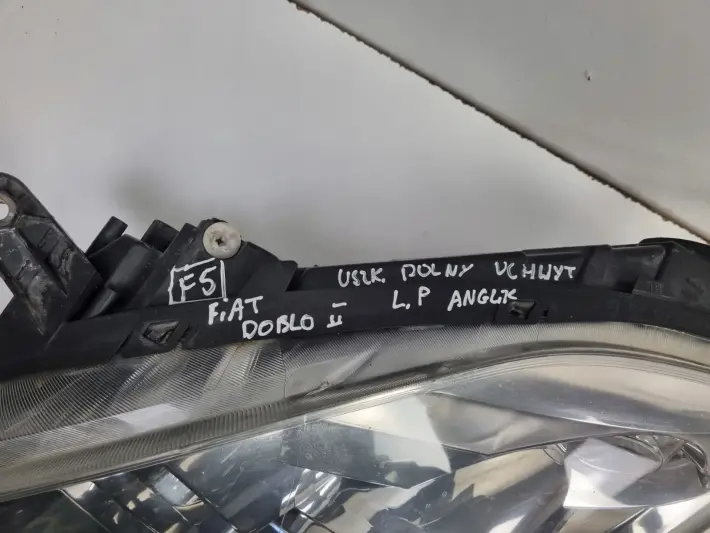 F5
FiAT
DOBLO II
USZK. DOLNY UCHWYT
L.P ANGLIK